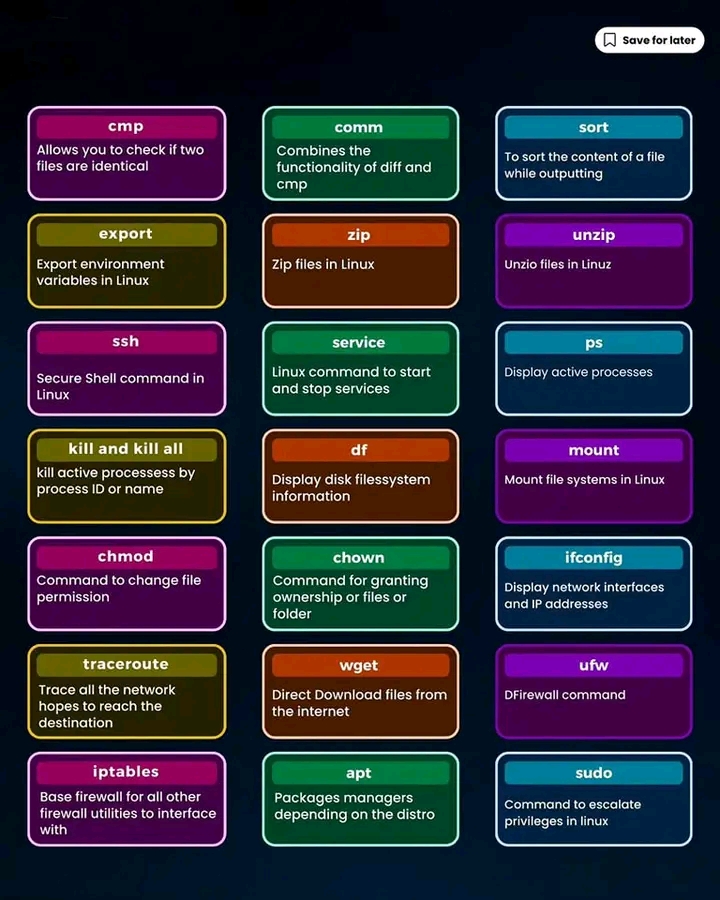 Save for later
cmp
Allows you to check if two
files are identical
comm
Combines the
functionality of diff and
cmp
sort
To sort the content of a file
while outputting
export
Export environment
variables in Linux
zip
Zip files in Linux
unzip
Unzio files in Linuz
ssh
Secure Shell command in
Linux
service
Linux command to start
and stop services
ps
Display active processes
kill and kill all
kill active processess by
process ID or name
df
Display disk filessystem
information
mount
Mount file systems in Linux
chmod
Command to change file
permission
chown
Command for granting
ownership or files or
folder
ifconfig
Display network interfaces
and IP addresses
traceroute
Trace all the network
hopes to reach the
destination
wget
Direct Download files from
the internet
ufw
DFirewall command
iptables
Base firewall for all other
firewall utilities to interface
with
apt
Packages managers
depending on the distro
sudo
Command to escalate
privileges in linux